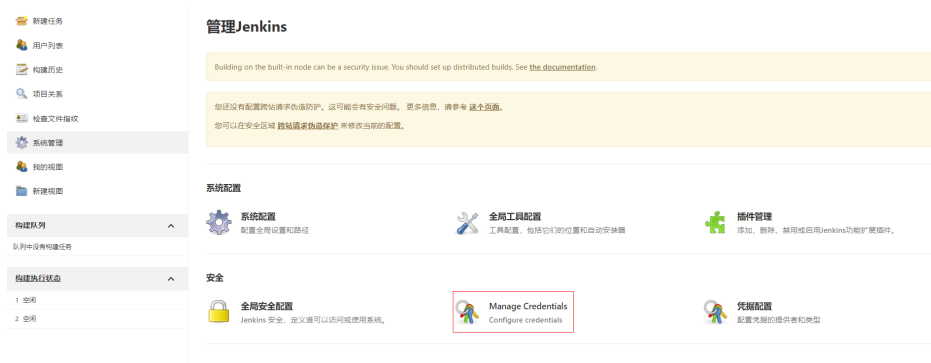 新建任务
用户列表
构建历史
项目关系
检查文件指纹
系统管理
我的视图
新建视图
构建队列
队列中没有构建任务
构建执行状态
1 空闲
2 空闲
管理Jenkins
Building on the built-in node can be a security issue. You should set up distributed builds. See the documentation.
您还没有配置跨站请求伪造防护。这可能会有安全问题。 更多信息，请参考 这个页面。
您可以在安全区域 跨站请求伪造保护 来修改当前的配置。
系统配置
系统配置
配置全局设置和路径
全局工具配置
工具配置，包括它们的位置和自动安装器
插件管理
添加、删除、禁用或启用Jenkins功能扩展插件。
安全
全局安全配置
Jenkins 安全，定义谁可以访问或使用系统。
Manage Credentials
Configure credentials
凭据配置
配置凭据的提供者和类型